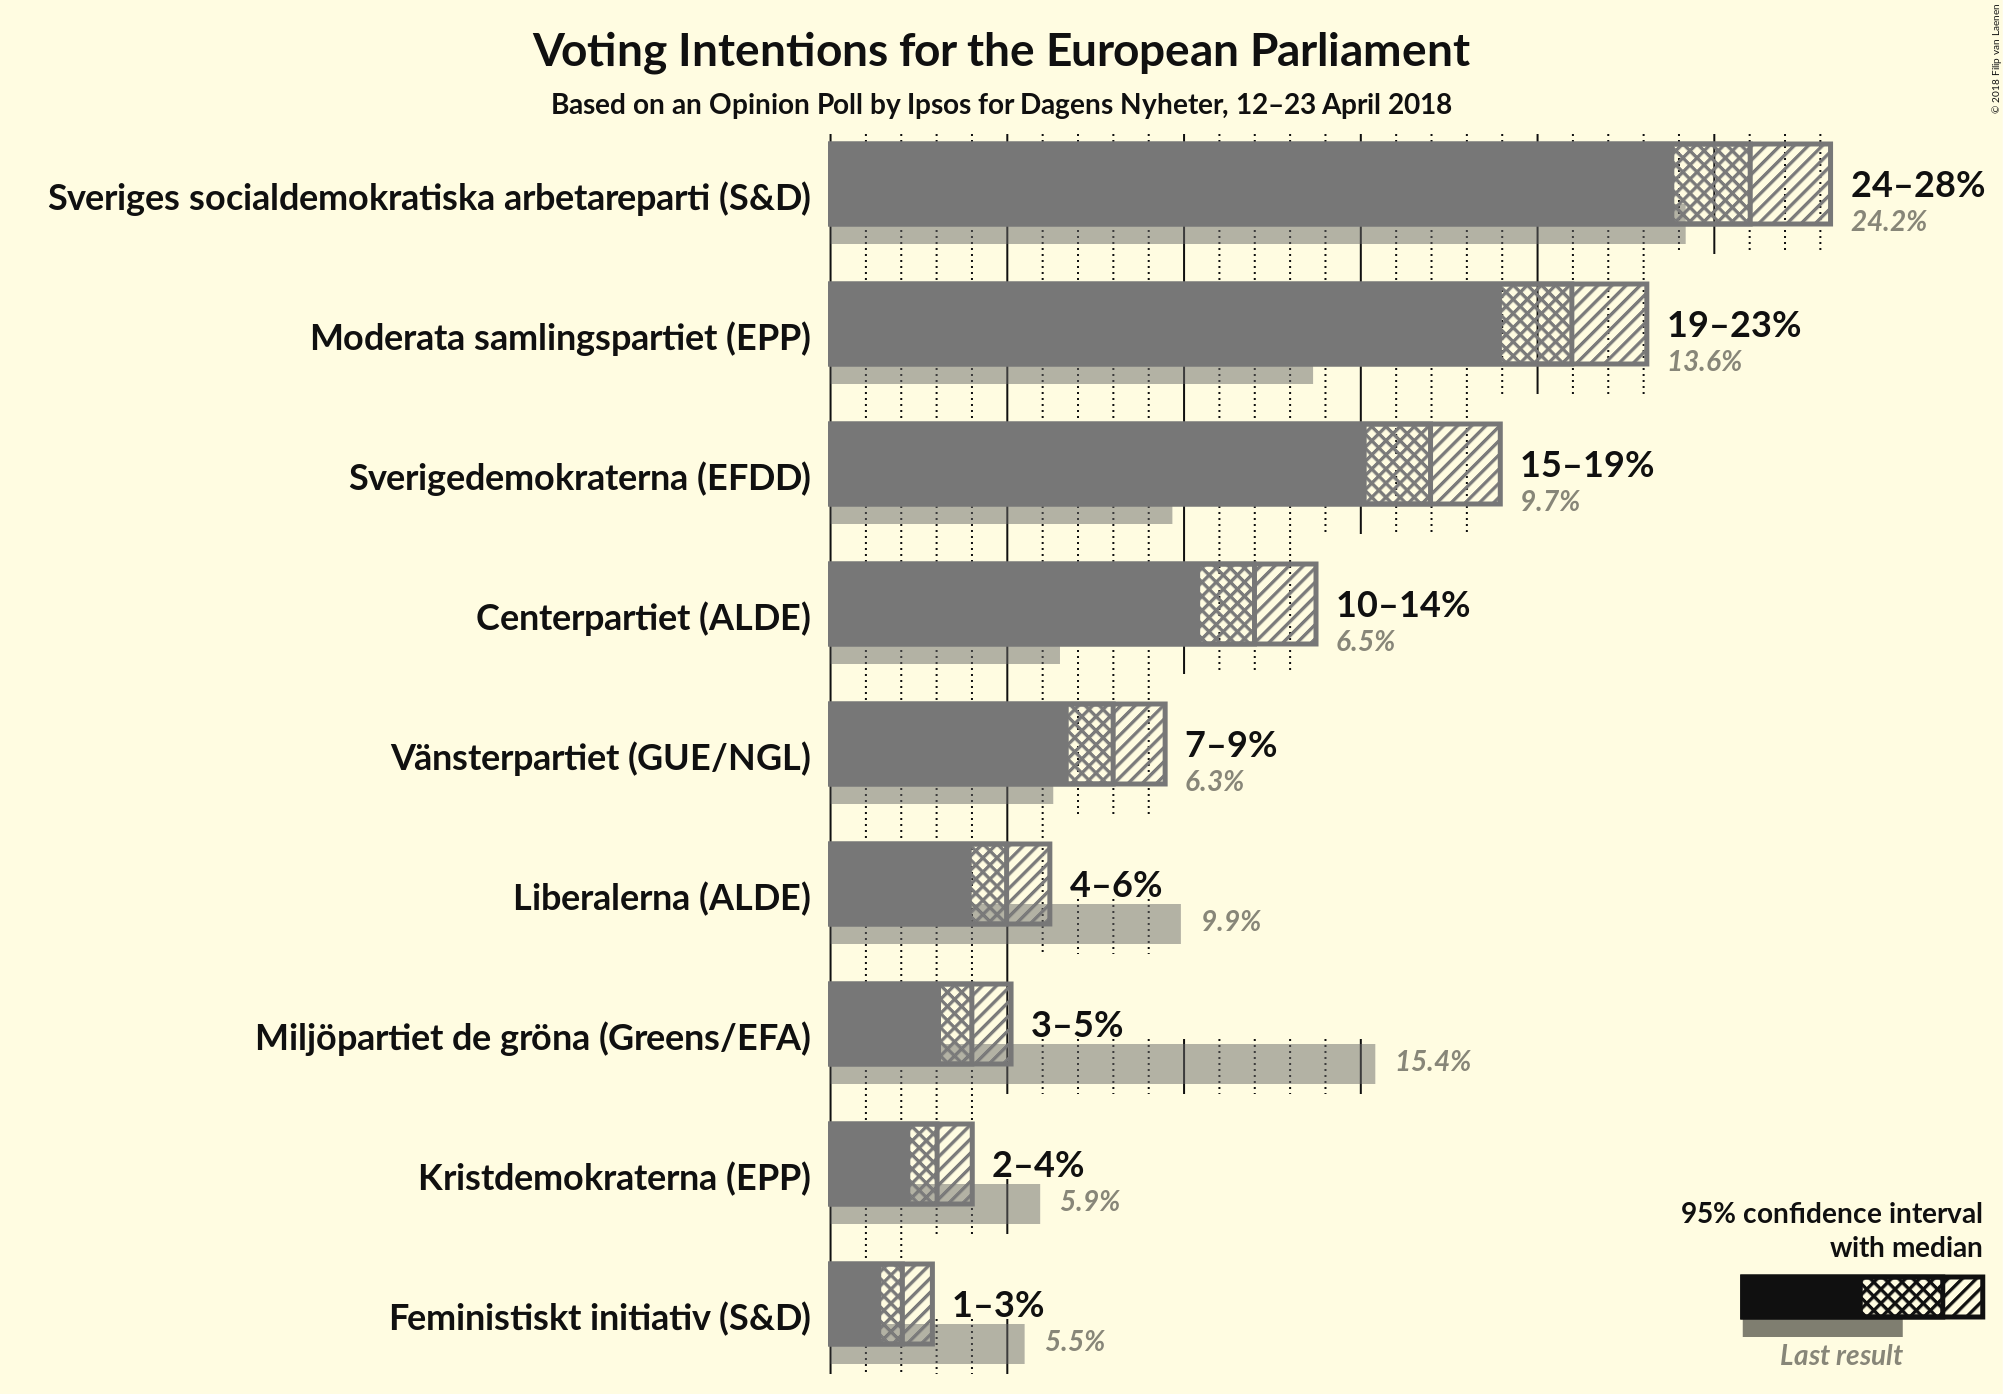 Voting Intentions for the European Parliament
Based on an Opinion Poll by Ipsos for Dagens Nyheter, 12–23 April 2018
© 2018 Filip van Laenen
Sveriges socialdemokratiska arbetareparti (S&D)
24–28%
24.2%
Moderata samlingspartiet (EPP)
19–23%
13.6%
Sverigedemokraterna (EFDD)
15–19%
9.7%
Centerpartiet (ALDE)
10–14%
6.5%
Vänsterpartiet (GUE/NGL)
7–9%
6.3%
Liberalerna (ALDE)
4–6%
9.9%
Miljöpartiet de gröna (Greens/EFA)
3–5%
15.4%
Kristdemokraterna (EPP)
2–4%
5.9%
Feministiskt initiativ (S&D)
1–3%
5.5%
95% confidence interval
with median
Last result